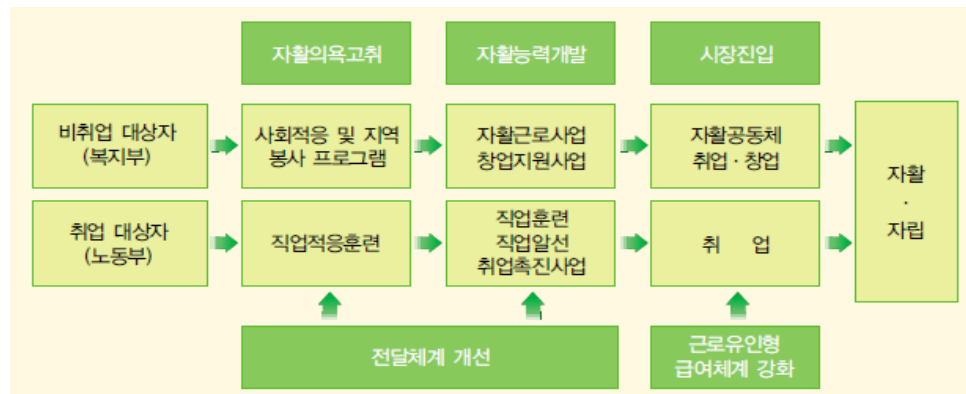 자활의욕고취
자활능력개발
시장진입
비취업 대상자
(복지부)
사회적응 및 지역
봉사 프로그램
자활근로사업
창업지원사업
자활공동체
취업 · 창업
자활
·
자립
취업 대상자
(노동부)
직업적응훈련
직업훈련
직업알선
취업촉진사업
취 업
전달체계 개선
근로유인형
급여체계 강화